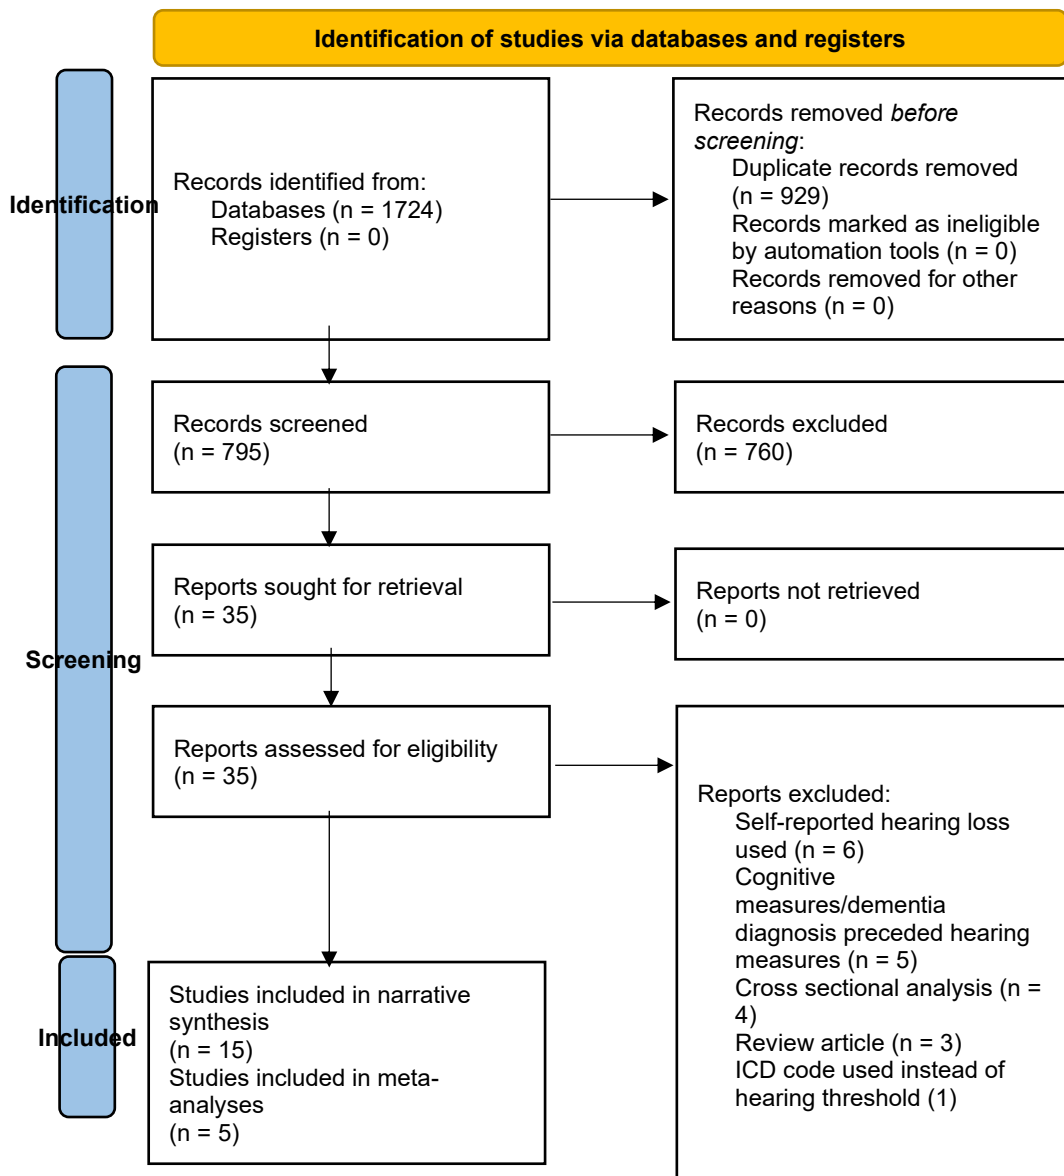 Identification of studies via databases and registers
Identification
Records identified from:
Databases (n = 1724)
Registers (n = 0)
Records removed before
screening:
Duplicate records removed
(n = 929)
Records marked as ineligible
by automation tools (n = 0)
Records removed for other
reasons (n = 0)
Screening
Records screened
(n = 795)
Records excluded
(n = 760)
Reports sought for retrieval
(n = 35)
Reports not retrieved
(n = 0)
Reports assessed for eligibility
(n = 35)
Reports excluded:
Self-reported hearing loss
used (n = 6)
Cognitive
measures/dementia
diagnosis preceded hearing
measures (n = 5)
Cross sectional analysis (n =
4)
Review article (n = 3)
ICD code used instead of
hearing threshold (1)
Included
Studies included in narrative
synthesis
(n = 15)
Studies included in meta-
analyses
(n = 5)